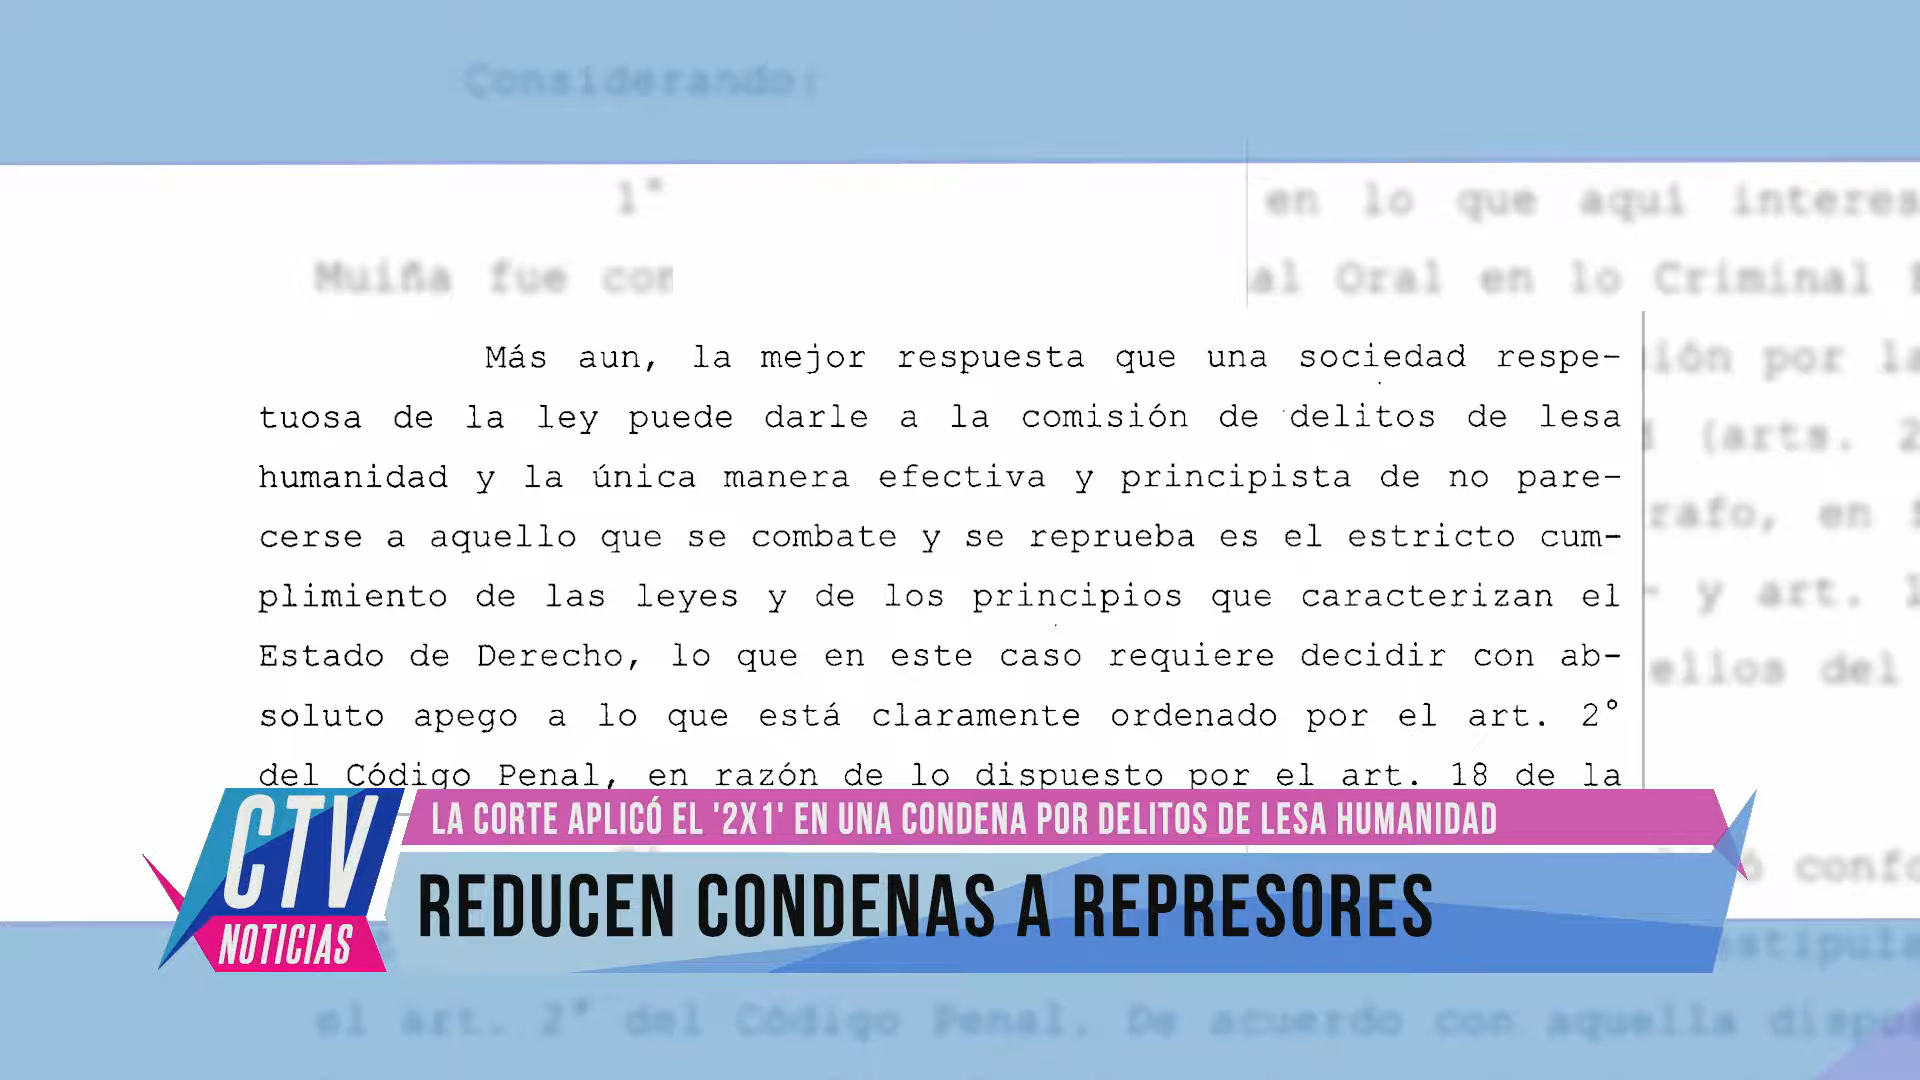 Considerando:
1°
en lo que aquí
Muiña fue
Oral en lo Criminal
Más aun, la mejor respuesta que una sociedad respe-
tuosa de la ley puede darle a la comisión de delitos de lesa
humanidad y la única manera efectiva y principista de no pare-
cerse a aquello que se combate y se reprueba es el estricto cum-
plimiento de las leyes y de los principios que caracterizan el
Estado de Derecho, lo que en este caso requiere decidir con ab-
soluto apego a lo que está claramente ordenado por el art. 2°
del Código Penal, en razón de lo dispuesto por el art. 18 de la
por
(arts.
en
y art.
ellos del
CTV
NOTICIAS
LA CORTE APLICÓ EL '2X1' EN UNA CONDENA POR DELITOS DE LESA HUMANIDAD
REDUCEN CONDENAS A REPRESORES
el art. 2° del Código Penal. De acuerdo con aquella